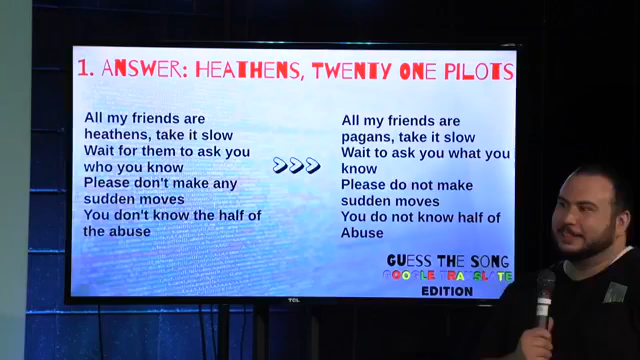 1. ANSWER: HEATHENS, TWENTY ONE PILOTS
All my friends are
heathens, take it slow
Wait for them to ask you
who you know
Please don't make any
sudden moves
You don't know the half of
the abuse
All my friends are
pagans, take it slow
Wait to ask you what you
know
Please do not make
sudden moves
You do not know half of
Abuse
GUESS THE SONG
GOOGLE TRANSLATE
EDITION
TCL